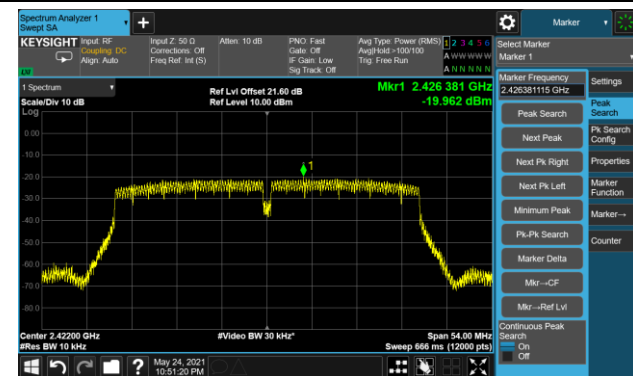 Spectrum Analyzer 1
Swept SA
Marker
KEYSIGHT
Input: RF
Coupling: DC
Align: Auto
Input Z: 50 Ω
Corrections: Off
Freq Ref: Int (S)
Atten: 10 dB
PNO: Fast
Gate: Off
IF Gain: Low
Sig Track: Off
Avg Type: Power (RMS)
Avg|Hold >100/100
Trig: Free Run
1 2 3 4 5 6
A W W W W W
A N N N N N
Select Marker
Marker 1
LW
1 Spectrum
Scale/Div 10 dB
Log
Ref Lvl Offset 21.60 dB
Ref Level 10.00 dBm
Mkr1 2.426 381 GHz
-19.962 dBm
Marker Frequency
2.426381115 GHz
Settings
Peak Search
Peak
Search
Next Peak
Pk Search
Config
Next Pk Right
Properties
Next Pk Left
Marker
Function
Minimum Peak
Marker→
Pk-Pk Search
Counter
Marker Delta
Mkr→CF
Mkr→Ref Lvl
Continuous Peak
Search
On
Off
0.00
-10.0
-20.0
-30.0
-40.0
-50.0
-60.0
-70.0
-80.0
1
Center 2.42200 GHz
#Res BW 10 kHz
#Video BW 30 kHz*
Span 54.00 MHz
Sweep 666 ms (12000 pts)
?
May 24, 2021
10:51:20 PM